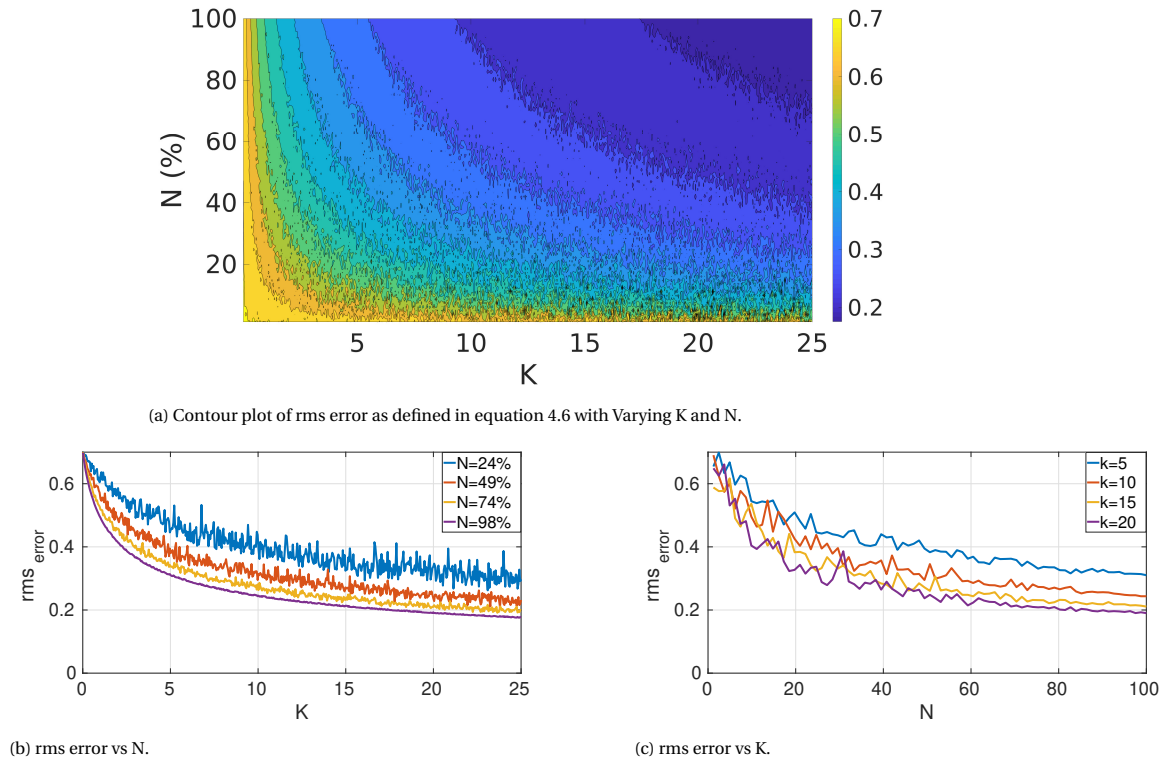 100
80
60
40
20
N (%)
5
10
15
20
25
K
0.7
0.6
0.5
0.4
0.3
0.2
(a) Contour plot of rms error as defined in equation 4.6 with Varying K and N.
0.6
0.4
0.2
0
rms error
0
5
10
15
20
25
K
N=24%
N=49%
N=74%
N=98%
(b) rms error vs N.
0.6
0.4
0.2
0
rms error
0
20
40
60
80
100
N
k=5
k=10
k=15
k=20
(c) rms error vs K.